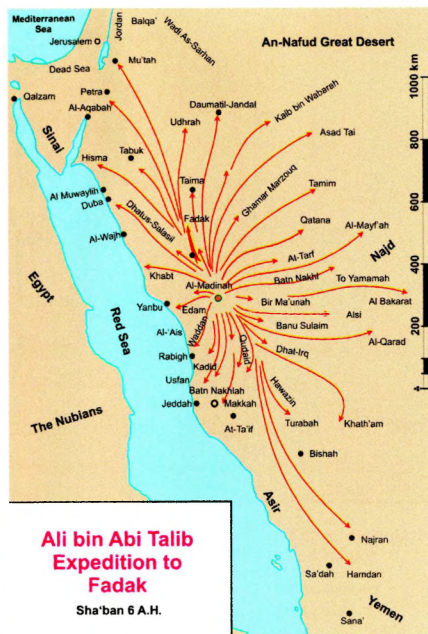 Mediterranean
Sea
Jordan
Balqa'
Wadi As-Sarhan
Jerusalem
An-Nafud Great Desert
Dead Sea
Mu'tah
Petra
Daumatil-Jandal
Qalzam
Al-Aqabah
Kalb bin Wabarah
Udhrah
Asad Tai
Sinai
Tabuk
Hisma
Taima
Ghamar Marzouq
Tamim
Al Muwaylih
Duba
Dhatus-Salasil
Fadak
Qatana
Al-Mayf'ah
Al-Wajh
Al-Tarf
Najd
Khabt
Al-Madinah
Batn Nakhl
To Yamamah
Egypt
Yanbu
Edam
Bir Ma'unah
Al Bakarat
Red Sea
Waddan
Banu Sulaim
Alsi
Al-'Ais
Qudaid
Dhat-Irq
Al-Qarad
Rabigh
Kadid
Usfan
Hawazin
Batn Nakhlah
Jeddah
Makkah
Turabah
Khath'am
The Nubians
At-Ta'if
Bishah
Asir
Najran
Sa'dah
Hamdan
Yemen
Sana'
1000 km
800
600
400
200
Ali bin Abi Talib
Expedition to
Fadak
Sha'ban 6 A.H.